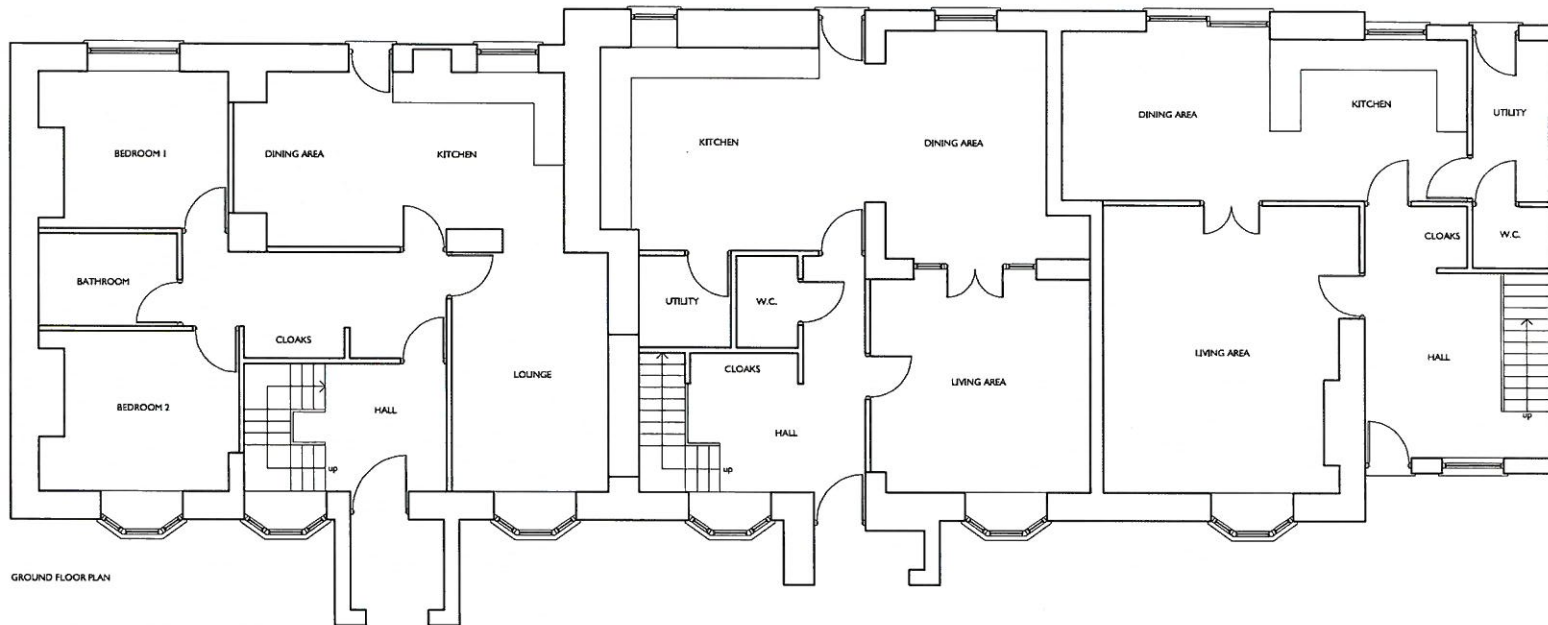 BEDROOM 1
DINING AREA
KITCHEN
BATHROOM
CLOAKS
BEDROOM 2
HALL
up
LOUNGE
KITCHEN
DINING AREA
UTILITY
W.C.
CLOAKS
HALL
up
LIVING AREA
DINING AREA
KITCHEN
UTILITY
CLOAKS
W.C.
LIVING AREA
HALL
up
GROUND FLOOR PLAN